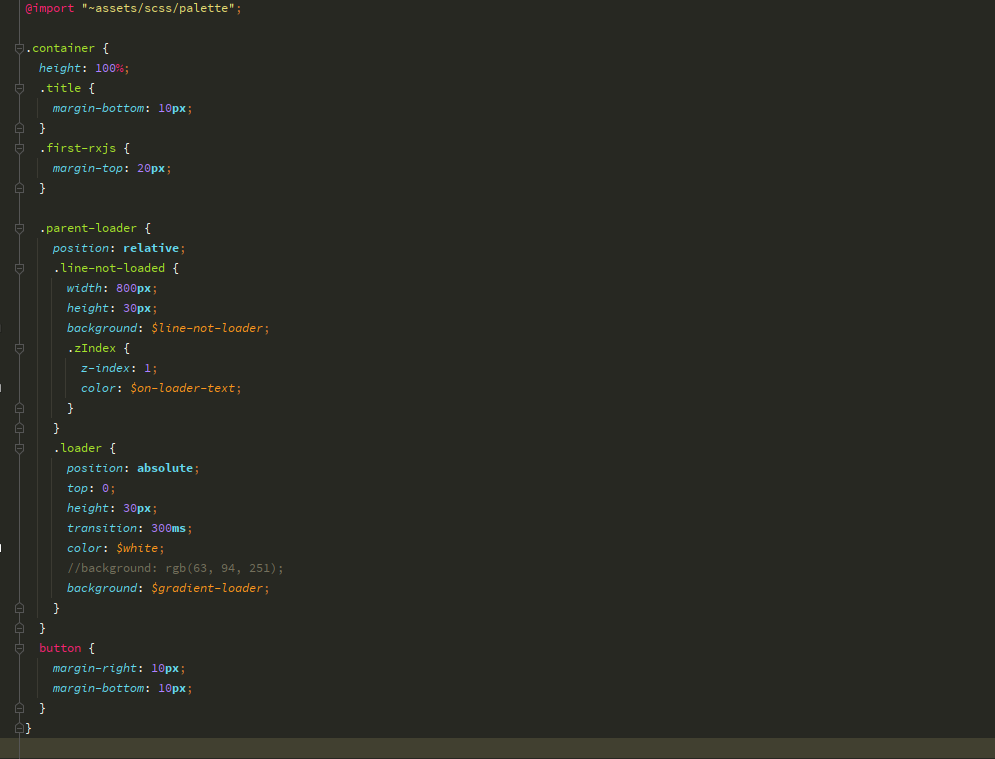 @import "~assets/scss/palette";
.container {
height: 100%;
.title {
margin-bottom: 10px;
}
.first-rxjs {
margin-top: 20px;
}
.parent-loader {
position: relative;
.line-not-loaded {
width: 800px;
height: 30px;
background: $line-not-loader;
.zIndex {
z-index: 1;
color: $on-loader-text;
}
}
.loader {
position: absolute;
top: 0;
height: 30px;
transition: 300ms;
color: $white;
//background: rgb(63, 94, 251);
background: $gradient-loader;
}
}
button {
margin-right: 10px;
margin-bottom: 10px;
}
}